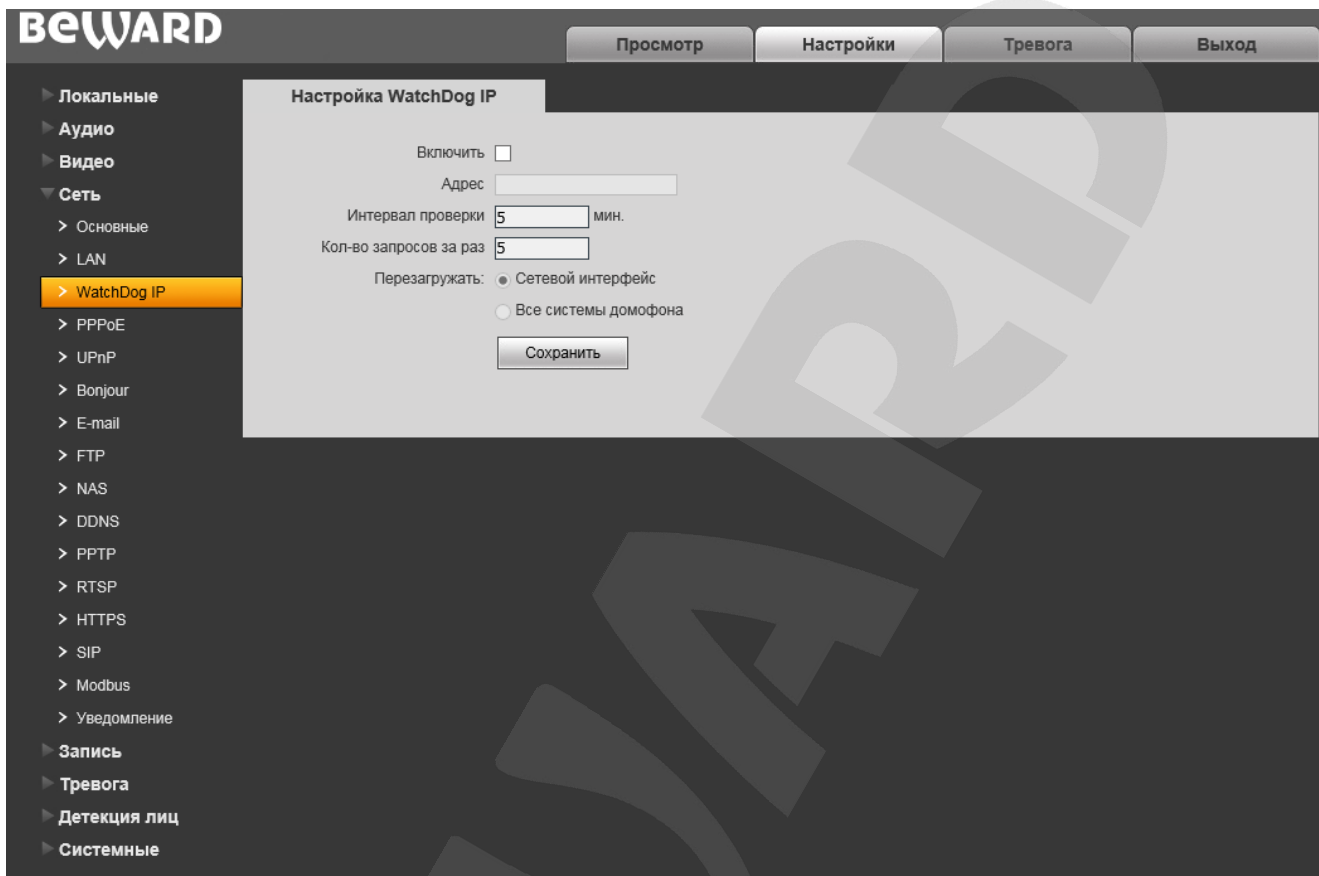 BEWARD
Просмотр
Настройки
Тревога
Выход
Локальные
Аудио
Видео
Сеть
Основные
LAN
WatchDog IP
PPPoE
UPnP
Bonjour
E-mail
FTP
NAS
DDNS
PPTP
RTSP
HTTPS
SIP
Modbus
Уведомление
Запись
Тревога
Детекция лиц
Системные
Настройка WatchDog IP
Включить
Адрес
Интервал проверки 5 мин.
Кол-во запросов за раз 5
Перезагружать: Сетевой интерфейс
Все системы домофона
Сохранить